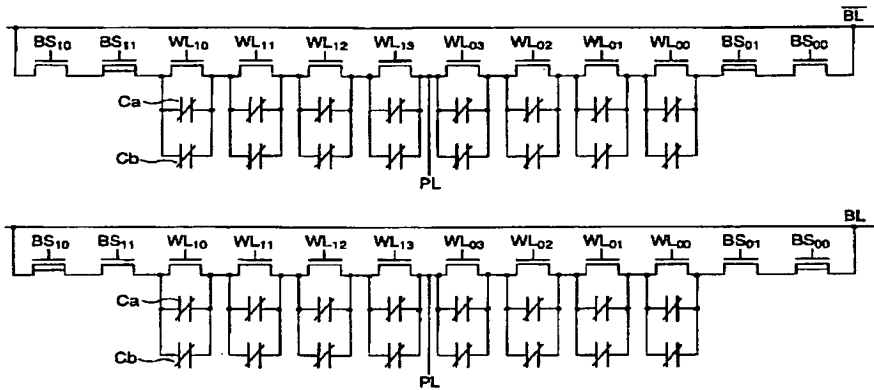 B̅L̅
BS₁₀ BS₁₁ WL₁₀ WL₁₁ WL₁₂ WL₁₃ WL₀₃ WL₀₂ WL₀₁ WL₀₀ BS₀₁ BS₀₀
Ca
Cb
PL
BL
BS₁₀ BS₁₁ WL₁₀ WL₁₁ WL₁₂ WL₁₃ WL₀₃ WL₀₂ WL₀₁ WL₀₀ BS₀₁ BS₀₀
Ca
Cb
PL